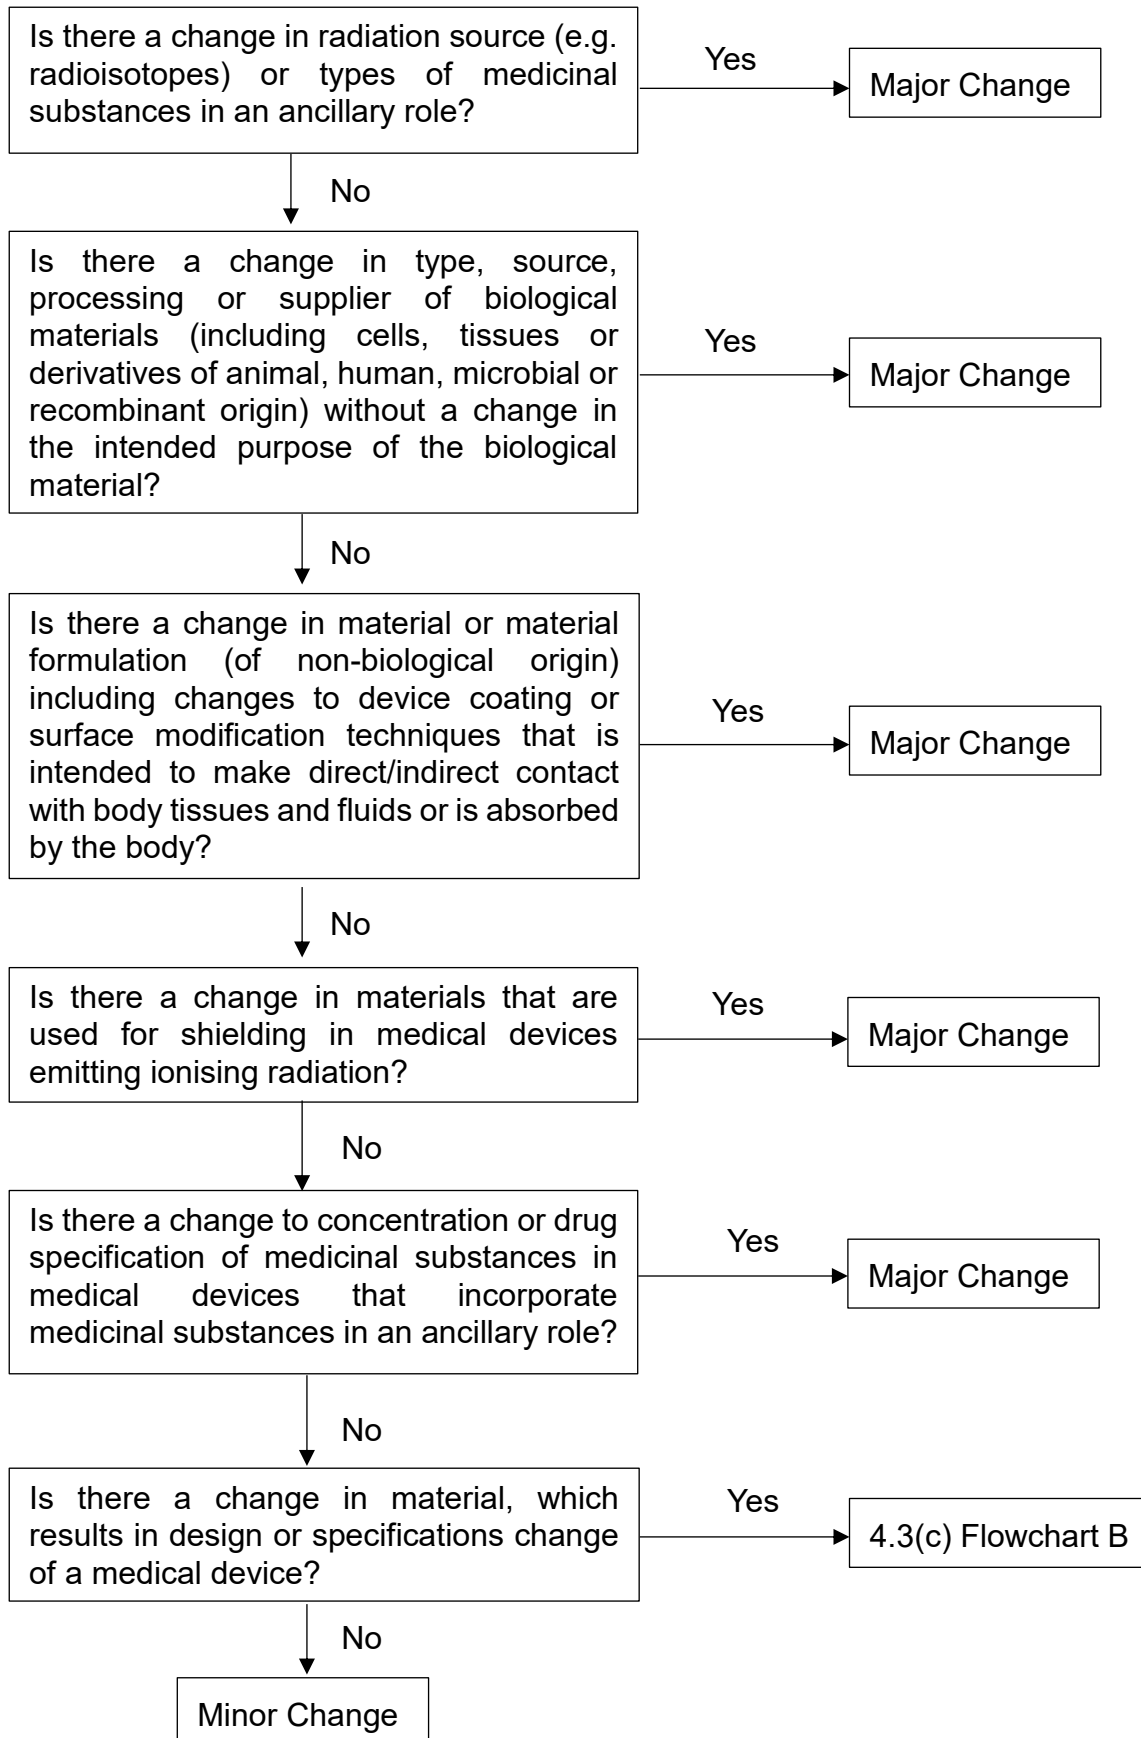 Is there a change in radiation source (e.g.
radioisotopes) or types of medicinal
substances in an ancillary role?
Yes
Major Change
No
Is there a change in type, source,
processing or supplier of biological
materials (including cells, tissues or
derivatives of animal, human, microbial or
recombinant origin) without a change in
the intended purpose of the biological
material?
Yes
Major Change
No
Is there a change in material or material
formulation (of non-biological origin)
including changes to device coating or
surface modification techniques that is
intended to make direct/indirect contact
with body tissues and fluids or is absorbed
by the body?
Yes
Major Change
No
Is there a change in materials that are
used for shielding in medical devices
emitting ionising radiation?
Yes
Major Change
No
Is there a change to concentration or drug
specification of medicinal substances in
medical devices that incorporate
medicinal substances in an ancillary role?
Yes
Major Change
No
Is there a change in material, which
results in design or specifications change
of a medical device?
Yes
4.3(c) Flowchart B
No
Minor Change